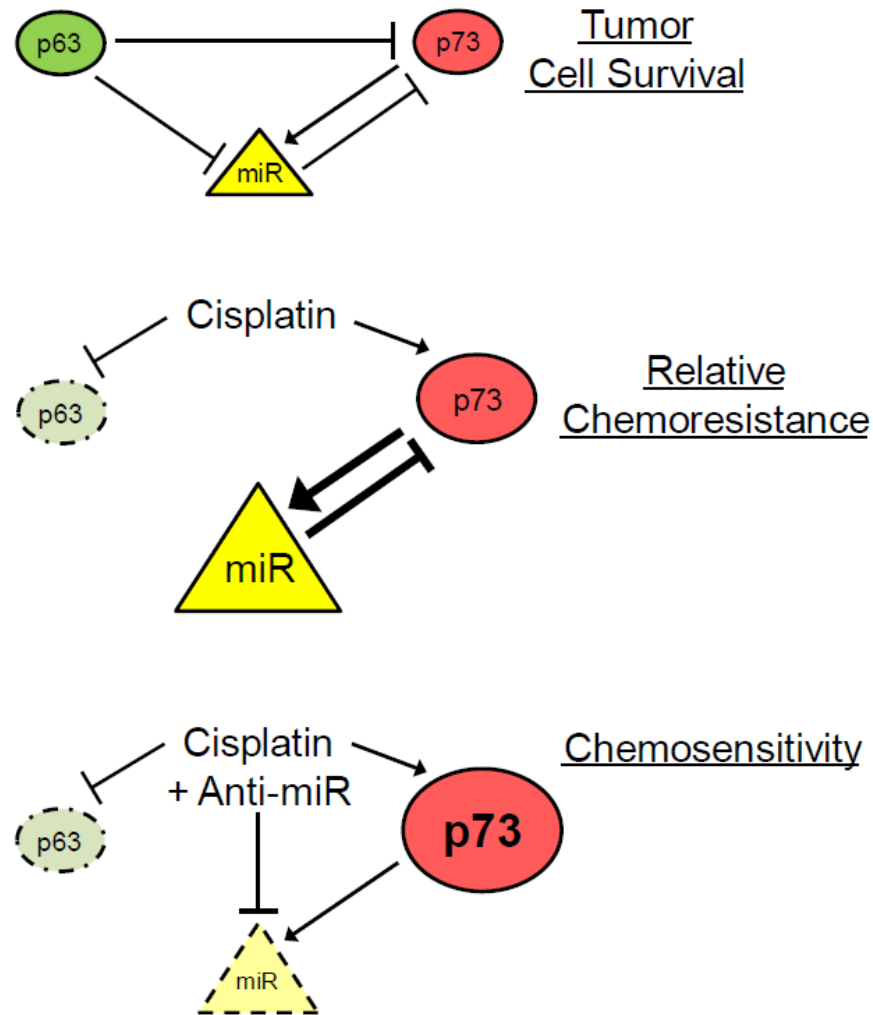 p63
p73
Tumor
Cell Survival
miR
Cisplatin
p63
p73
Relative
Chemoresistance
miR
Cisplatin
+ Anti-miR
Chemosensitivity
p63
p73
miR